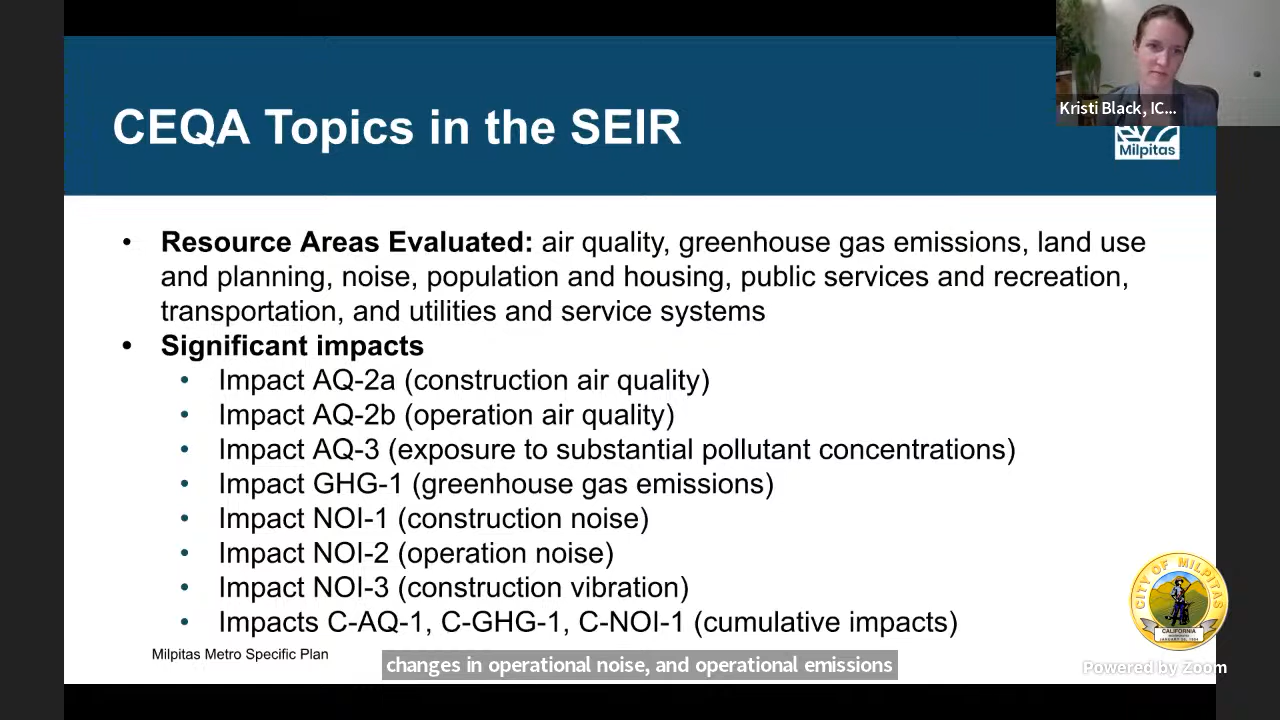 Kristi Black, IC...
CEQA Topics in the SEIR
Milpitas
• Resource Areas Evaluated: air quality, greenhouse gas emissions, land use
and planning, noise, population and housing, public services and recreation,
transportation, and utilities and service systems
• Significant impacts
• Impact AQ-2a (construction air quality)
• Impact AQ-2b (operation air quality)
• Impact AQ-3 (exposure to substantial pollutant concentrations)
• Impact GHG-1 (greenhouse gas emissions)
• Impact NOI-1 (construction noise)
• Impact NOI-2 (operation noise)
• Impact NOI-3 (construction vibration)
• Impacts C-AQ-1, C-GHG-1, C-NOI-1 (cumulative impacts)
CITY OF MILPITAS
CALIFORNIA
Milpitas Metro Specific Plan
changes in operational noise, and operational emissions
Powered by Zoom